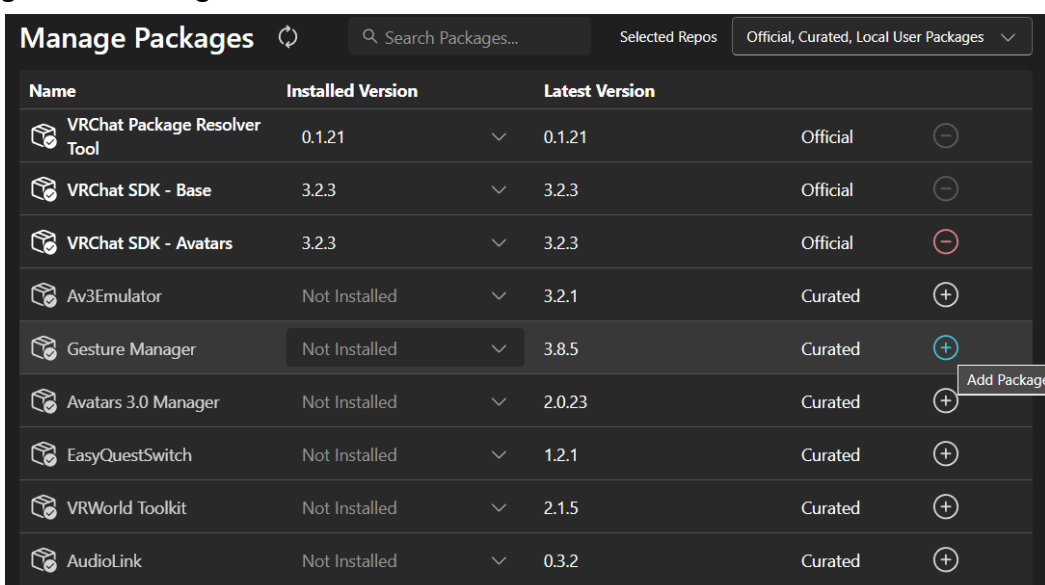 Manage Packages Search Packages... Selected Repos Official, Curated, Local User Packages
Name Installed Version Latest Version
VRChat Package Resolver
Tool 0.1.21 0.1.21 Official
VRChat SDK - Base 3.2.3 3.2.3 Official
VRChat SDK - Avatars 3.2.3 3.2.3 Official
Av3Emulator Not Installed 3.2.1 Curated
Gesture Manager Not Installed 3.8.5 Curated
Add Package
Avatars 3.0 Manager Not Installed 2.0.23 Curated
EasyQuestSwitch Not Installed 1.2.1 Curated
VRWorld Toolkit Not Installed 2.1.5 Curated
AudioLink Not Installed 0.3.2 Curated